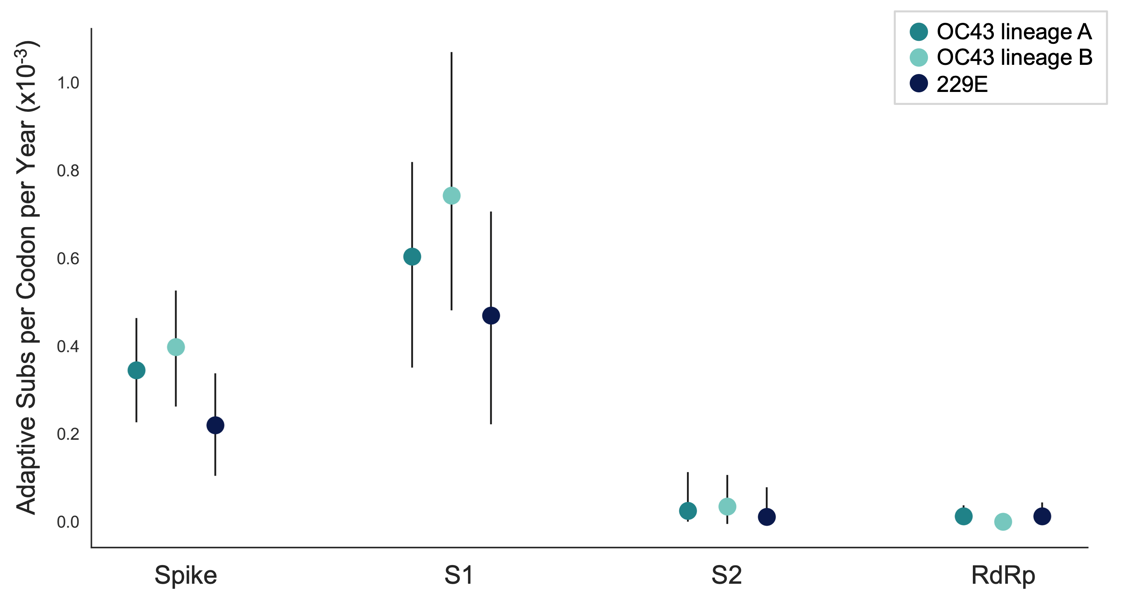 OC43 lineage A
OC43 lineage B
229E
Adaptive Subs per Codon per Year (x10⁻³)
1.0
0.8
0.6
0.4
0.2
0.0
Spike S1 S2 RdRp